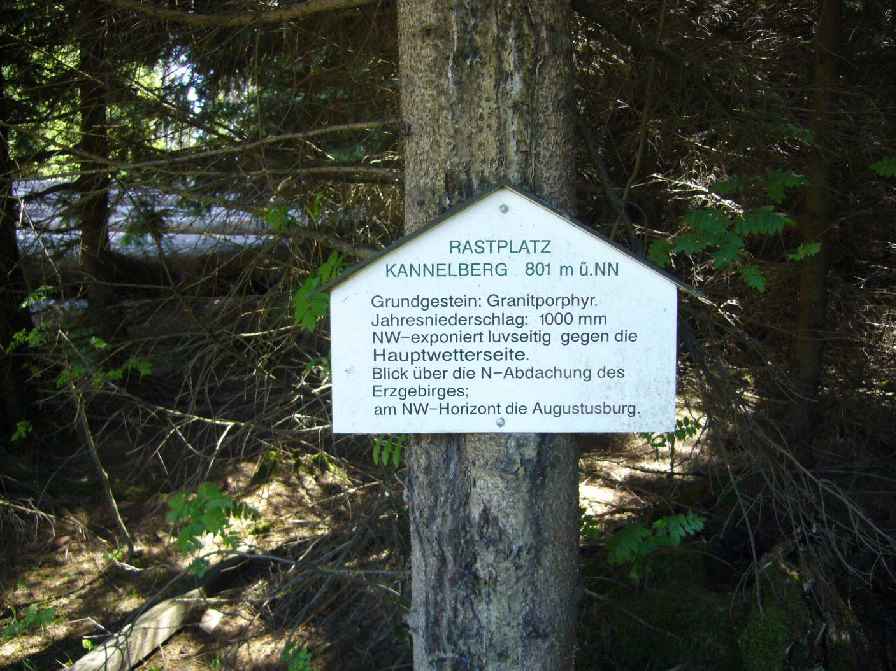 RASTPLATZ
KANNELBERG 801 m ü.NN
Grundgestein: Granitporphyr.
Jahresniederschlag: 1000 mm
NW-exponiert luvseitig gegen die
Hauptwetterseite.
Blick über die N-Abdachung des
Erzgebirges;
am NW-Horizont die Augustusburg.